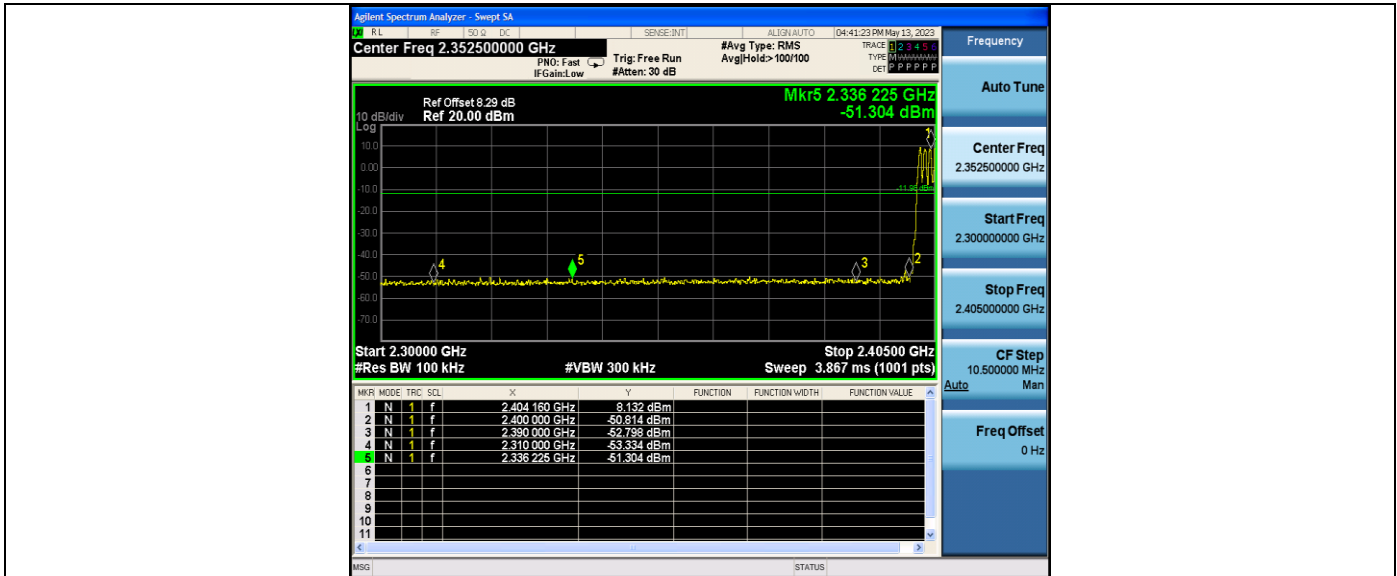 Agilent Spectrum Analyzer - Swept SA
RL RF 50 Ω DC SENSE:INT ALIGNAUTO 04:41:23 PM May 13, 2023
Center Freq 2.352500000 GHz
PNO: Fast
IFGain:Low
Trig: Free Run
#Atten: 30 dB
#Avg Type: RMS
Avg|Hold:>100/100
TRACE 1 2 3 4 5 6
TYPE M WWWWW
DET P P P P P P
Mkr5 2.336 225 GHz
-51.304 dBm
Ref Offset 8.29 dB
Ref 20.00 dBm
10 dB/div
Log
10.0
0.00
-10.0
-20.0
-30.0
-40.0
-50.0
-60.0
-70.0
1
-11.98 dBm
4
5
3
2
Start 2.30000 GHz Stop 2.40500 GHz
#Res BW 100 kHz #VBW 300 kHz Sweep 3.867 ms (1001 pts)
MKR MODE TRC SCL X Y FUNCTION FUNCTION WIDTH FUNCTION VALUE
1 N 1 f 2.404 160 GHz 8.132 dBm
2 N 1 f 2.400 000 GHz -50.814 dBm
3 N 1 f 2.390 000 GHz -52.798 dBm
4 N 1 f 2.310 000 GHz -53.334 dBm
5 N 1 f 2.336 225 GHz -51.304 dBm
6
7
8
9
10
11
MSG STATUS
Frequency
Auto Tune
Center Freq
2.352500000 GHz
Start Freq
2.300000000 GHz
Stop Freq
2.405000000 GHz
CF Step
10.500000 MHz
Auto Man
Freq Offset
0 Hz